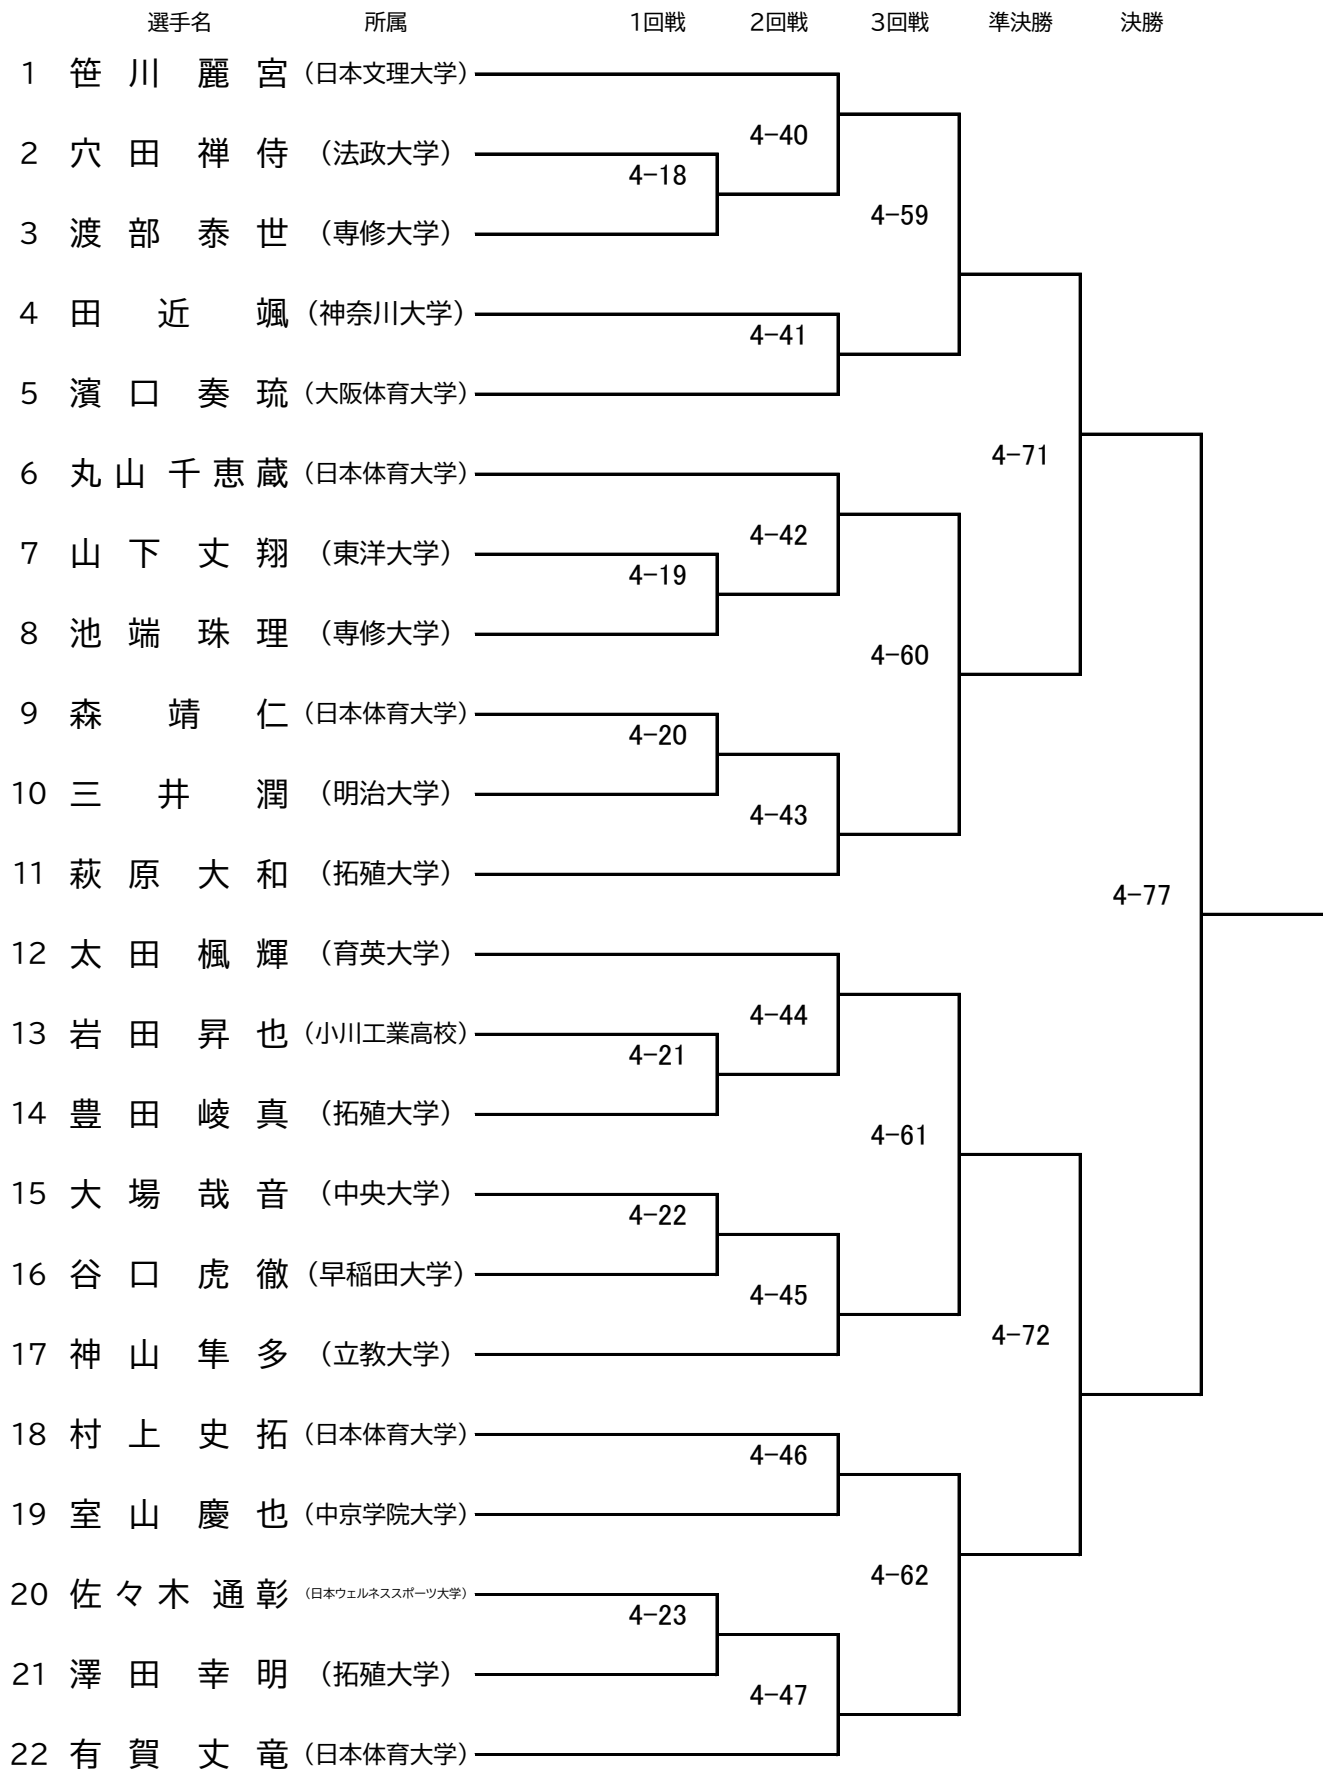 選手名 所属 1回戦 2回戦 3回戦 準決勝 決勝
1 笹川 麗宮 (日本文理大学)
4-40
2 穴田 禅侍 (法政大学)
4-18
3 渡部 泰世 (専修大学)
4-59
4 田近 颯 (神奈川大学)
4-41
5 濱口 奏琉 (大阪体育大学)
4-71
6 丸山 千恵蔵 (日本体育大学)
4-42
7 山下 丈翔 (東洋大学)
4-19
8 池端 珠理 (専修大学)
4-60
9 森 靖仁 (日本体育大学)
4-20
10 三井 潤 (明治大学)
4-43
11 萩原 大和 (拓殖大学)
4-77
12 太田 楓輝 (育英大学)
4-44
13 岩田 昇也 (小川工業高校)
4-21
14 豊田 崚真 (拓殖大学)
4-61
15 大場 哉音 (中央大学)
4-22
16 谷口 虎徹 (早稲田大学)
4-45
4-72
17 神山 隼多 (立教大学)
18 村上 史拓 (日本体育大学)
4-46
19 室山 慶也 (中京学院大学)
4-62
20 佐々木 通彰 (日本ウェルネススポーツ大学)
4-23
21 澤田 幸明 (拓殖大学)
4-47
22 有賀 丈竜 (日本体育大学)